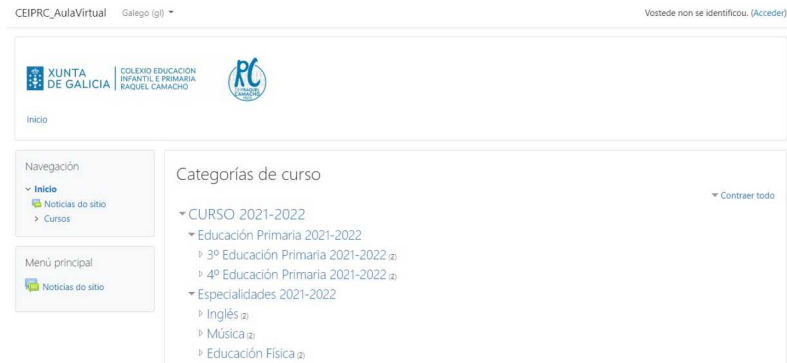 CEIPRC_AulaVirtual Galego (gl) Vostede non se identificou. (Acceder)
XUNTA
DE GALICIA
COLEXIO EDUCACIÓN
INFANTIL E PRIMARIA
RAQUEL CAMACHO
RC
Inicio
Navegación
Inicio
Noticias do sitio
Cursos
Menú principal
Noticias do sitio
Categorías de curso
Contraer todo
CURSO 2021-2022
Educación Primaria 2021-2022
3º Educación Primaria 2021-2022 (2)
4º Educación Primaria 2021-2022 (2)
Especialidades 2021-2022
Inglés (2)
Música (2)
Educación Física (2)